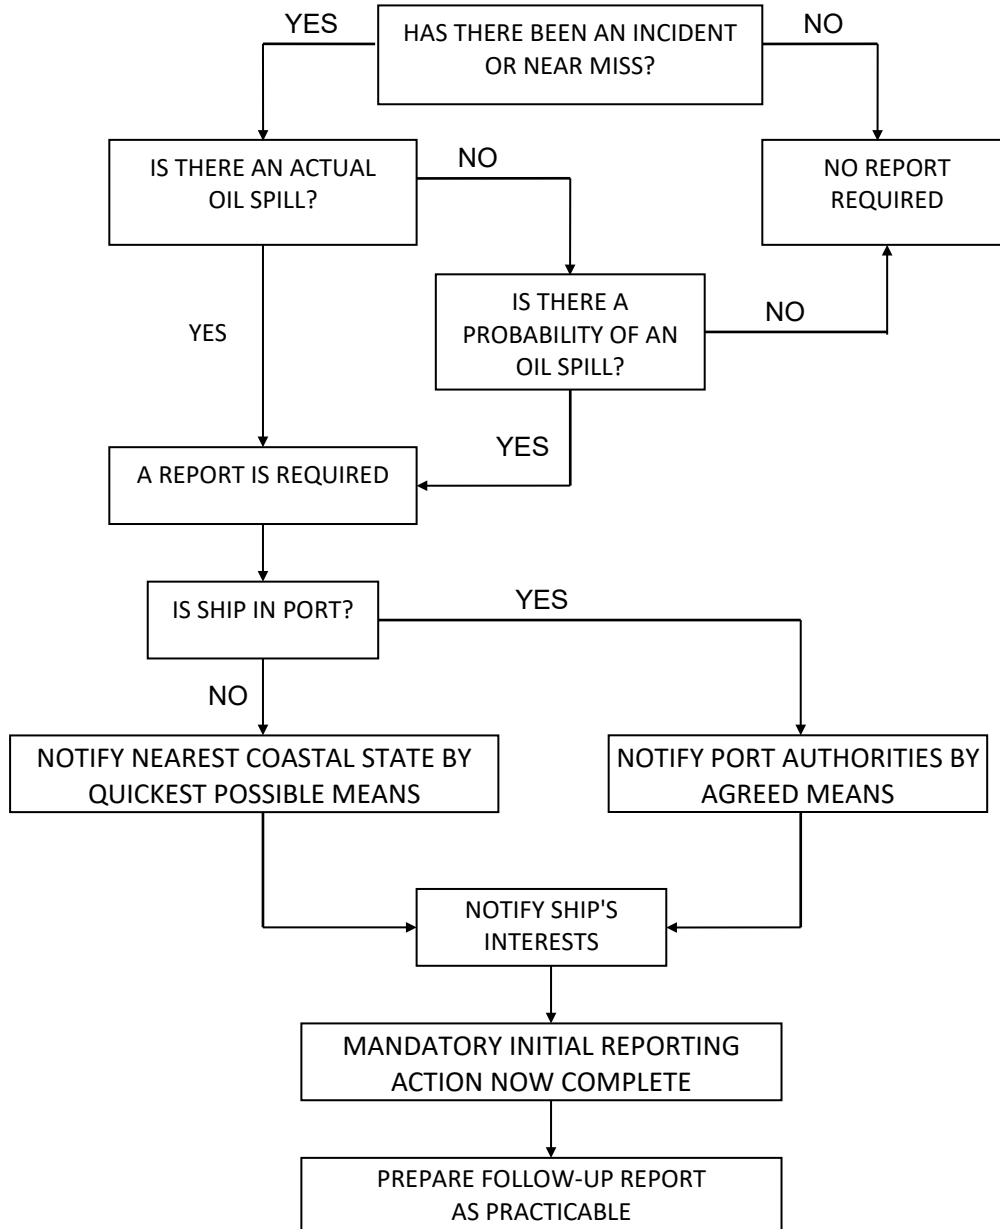 YES
HAS THERE BEEN AN INCIDENT
OR NEAR MISS?
NO
IS THERE AN ACTUAL
OIL SPILL?
NO
NO REPORT
REQUIRED
IS THERE A
PROBABILITY OF AN
OIL SPILL?
NO
YES
YES
A REPORT IS REQUIRED
IS SHIP IN PORT?
YES
NO
NOTIFY NEAREST COASTAL STATE BY
QUICKEST POSSIBLE MEANS
NOTIFY PORT AUTHORITIES BY
AGREED MEANS
NOTIFY SHIP'S
INTERESTS
MANDATORY INITIAL REPORTING
ACTION NOW COMPLETE
PREPARE FOLLOW-UP REPORT
AS PRACTICABLE